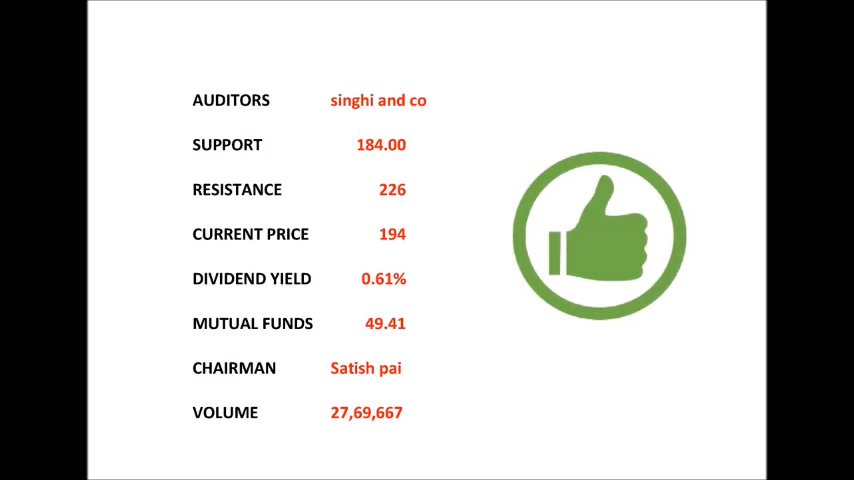 AUDITORS singhi and co
SUPPORT 184.00
RESISTANCE 226
CURRENT PRICE 194
DIVIDEND YIELD 0.61%
MUTUAL FUNDS 49.41
CHAIRMAN Satish pai
VOLUME 27,69,667